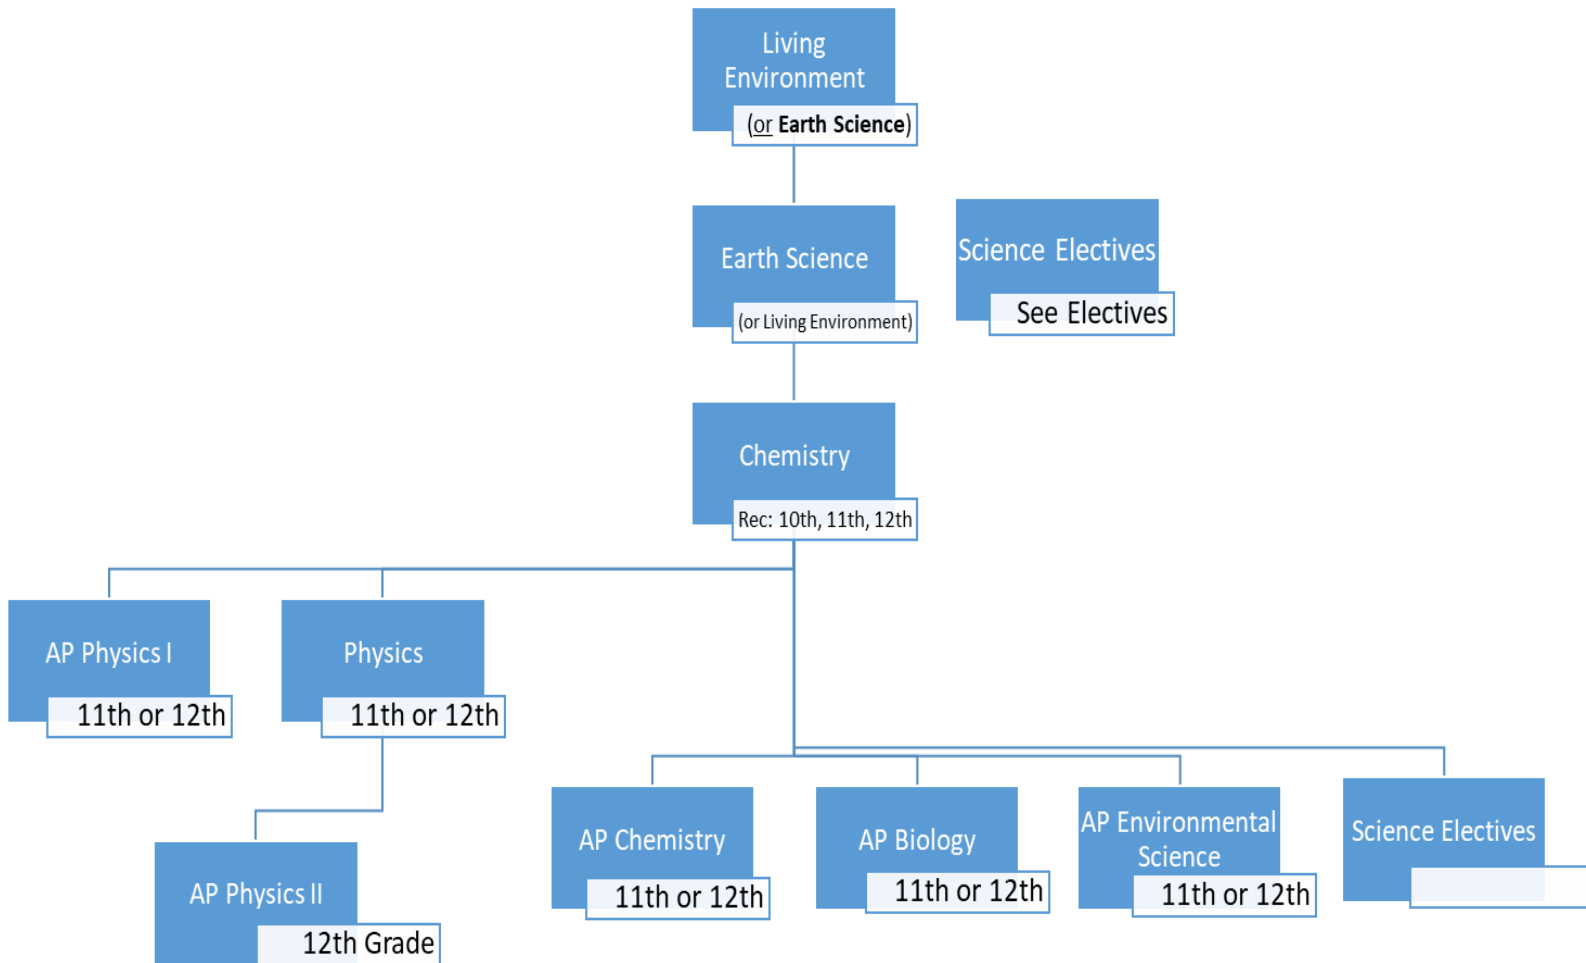 Living
Environment
(or Earth Science)
Earth Science
(or Living Environment)
Science Electives
See Electives
Chemistry
Rec: 10th, 11th, 12th
AP Physics I
11th or 12th
Physics
11th or 12th
AP Physics II
12th Grade
AP Chemistry
11th or 12th
AP Biology
11th or 12th
AP Environmental
Science
11th or 12th
Science Electives